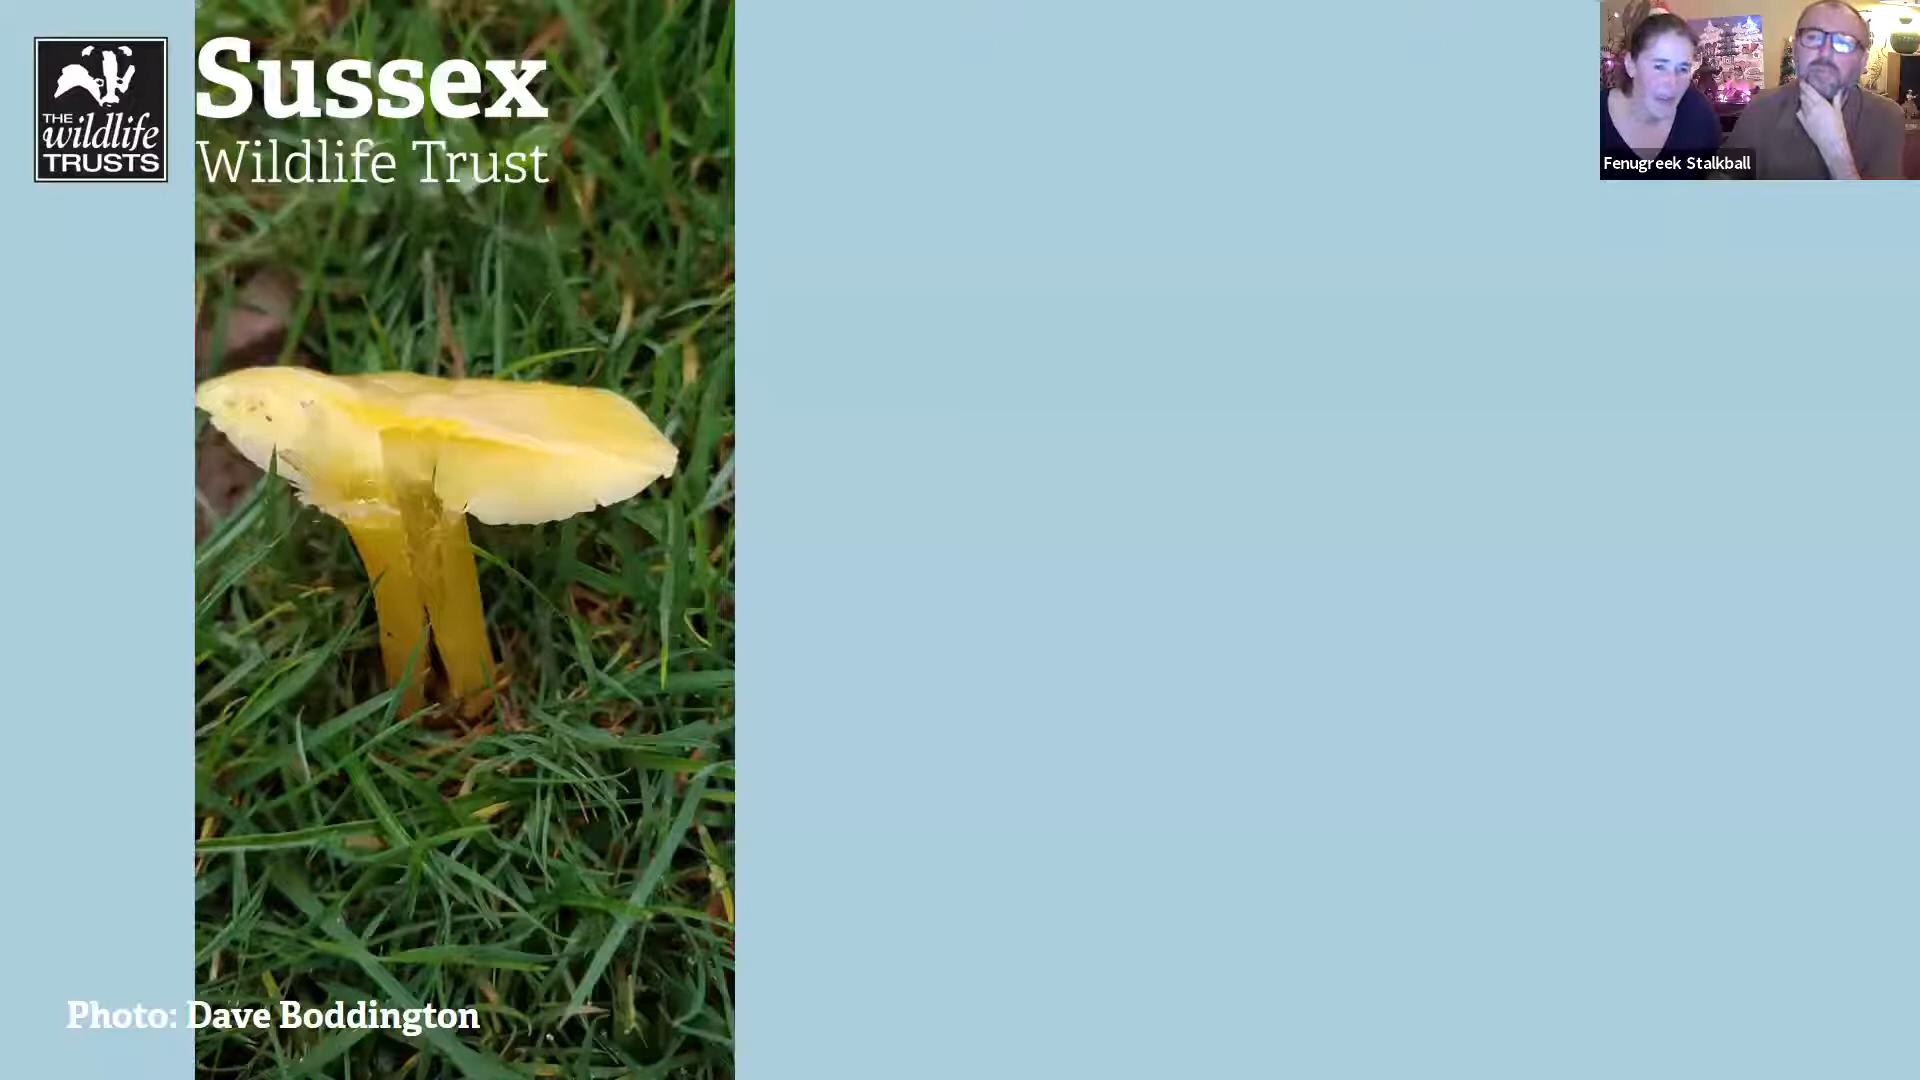 THE
wildlife
TRUSTS
Sussex
Wildlife Trust
Fenugreek Stalkball
Photo: Dave Boddington